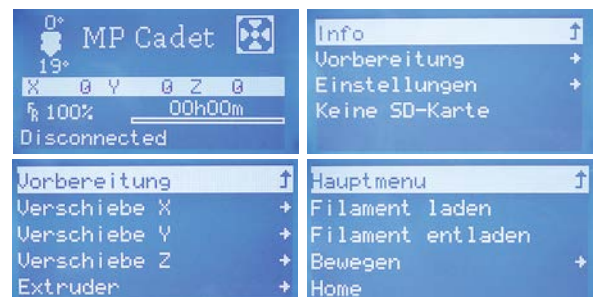 0°
MP Cadet
19°
X 0 Y 0 Z 0
FR 100% 00h00m
Disconnected
Info
Vorbereitung
Einstellungen
Keine SD-Karte
Vorbereitung
Verschiebe X
Verschiebe Y
Verschiebe Z
Extruder
Hauptmenu
Filament laden
Filament entladen
Bewegen
Home